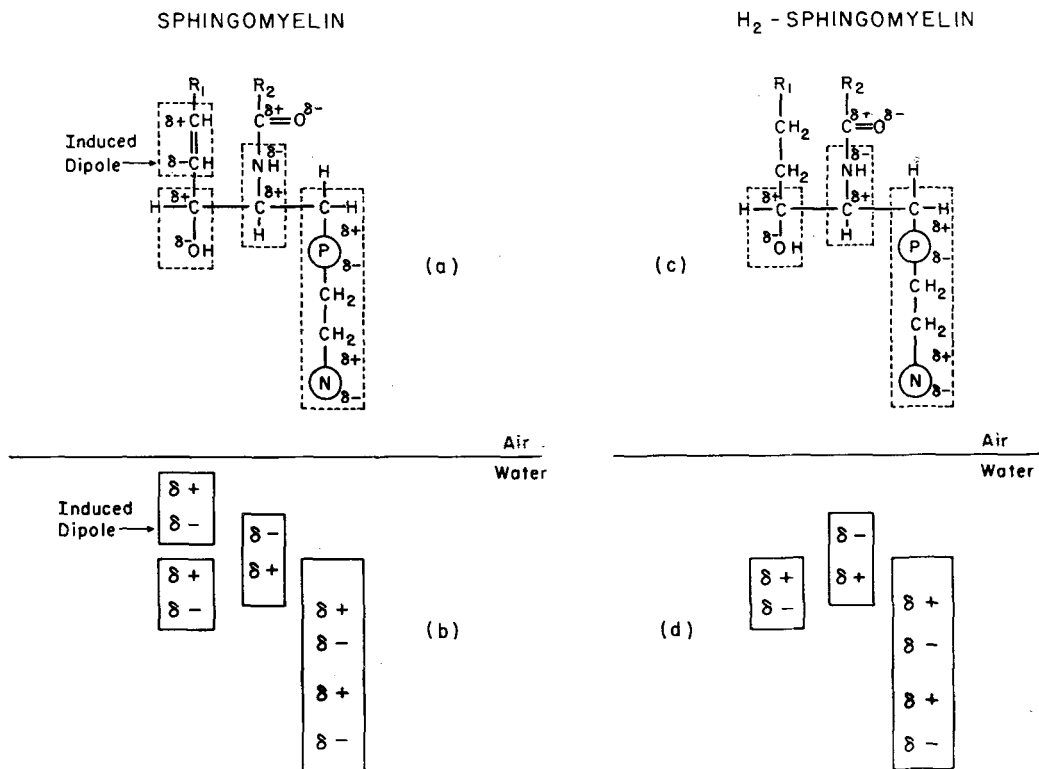 SPHINGOMYELIN
H₂ - SPHINGOMYELIN
R₁ R₂
δ+ CH δ+ C=O δ-
Induced
Dipole
δ- CH δ- NH H
H δ+ C δ+ C C H
δ- OH H δ+
P δ-
CH₂
CH₂
δ+
N δ-
(a)
R₁ R₂
CH₂ δ+ C=O δ-
CH₂ δ- NH H
H δ+ C δ+ C C H
δ- OH H δ+
P δ-
CH₂
CH₂
δ+
N δ-
(c)
Air
Water
Induced
Dipole
δ +
δ - δ -
δ + δ +
δ - δ +
δ -
δ +
δ -
(b)
Air
Water
δ -
δ + δ +
δ - δ +
δ -
δ +
δ -
(d)